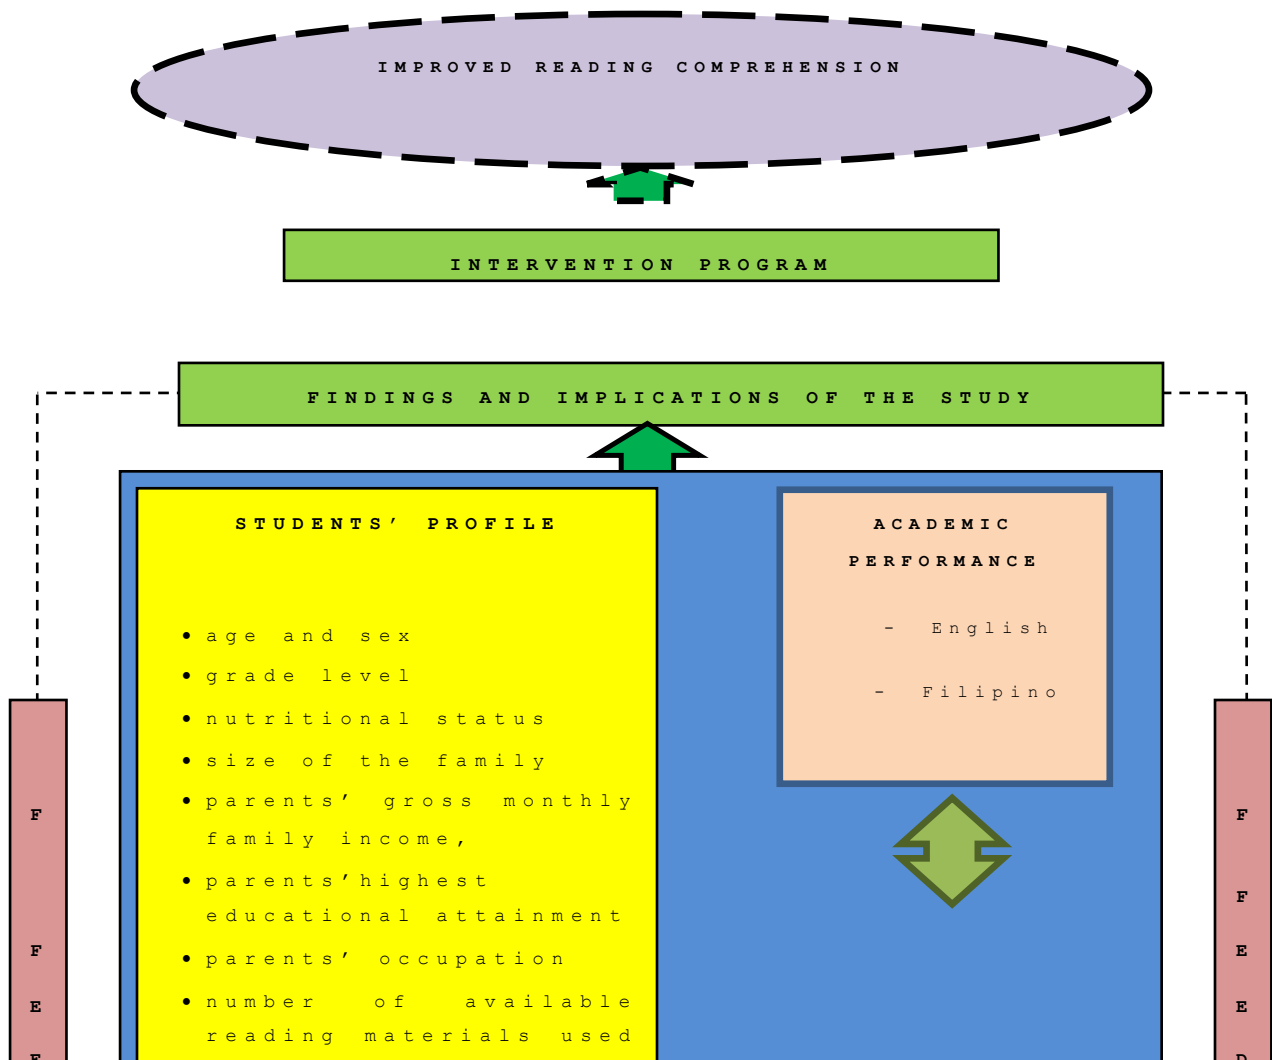 IMPROVED READING COMPREHENSION
INTERVENTION PROGRAM
FINDINGS AND IMPLICATIONS OF THE STUDY
STUDENTS’ PROFILE
• age and sex
• grade level
• nutritional status
• size of the family
• parents’ gross monthly
family income,
• parents’highest
educational attainment
• parents’ occupation
• number of available
reading materials used
ACADEMIC
PERFORMANCE
- English
- Filipino
F
F
E
F
F
E
E